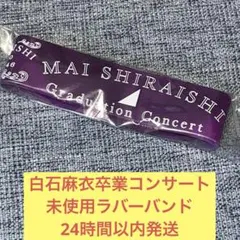 MAI SHIRAISHI
Graduation Concert
白石麻衣卒業コンサート
未使用ラバーバンド
24時間以内発送